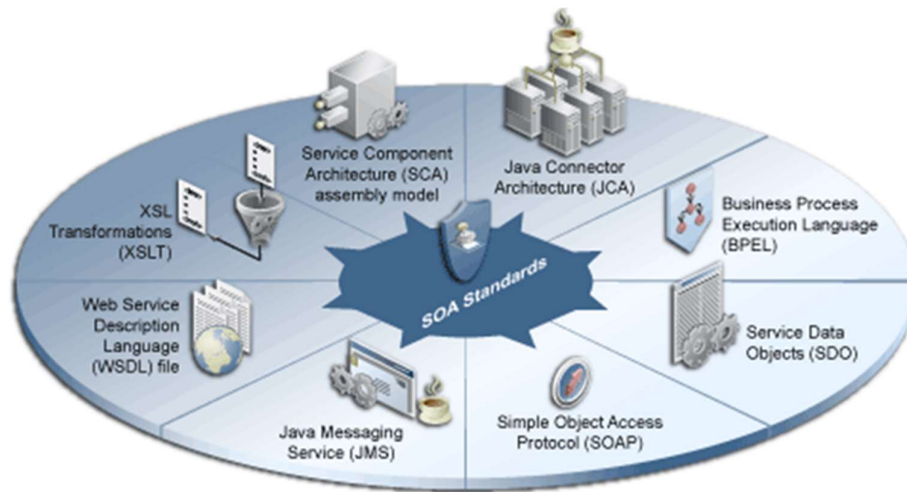 Service Component
Architecture (SCA)
assembly model
Java Connector
Architecture (JCA)
XSL
Transformations
(XSLT)
Business Process
Execution Language
(BPEL)
SOA Standards
Web Service
Description
Language
(WSDL) file
Service Data
Objects (SDO)
Java Messaging
Service (JMS)
Simple Object Access
Protocol (SOAP)